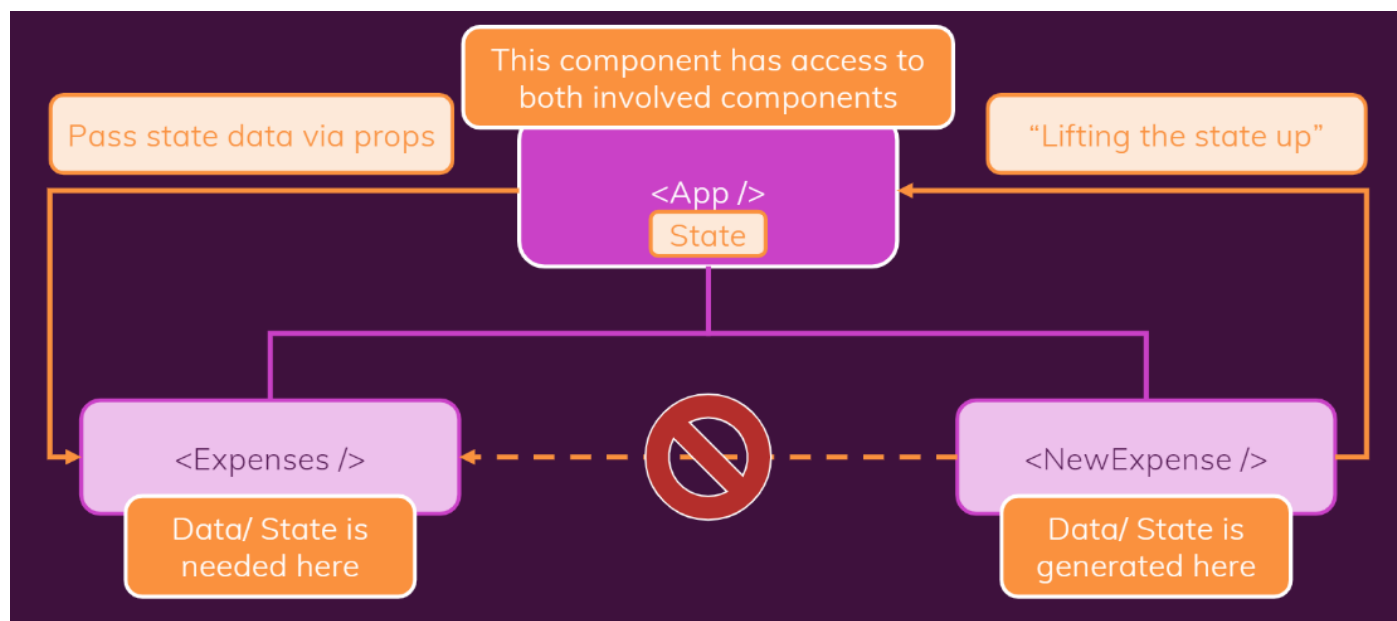 This component has access to
both involved components
Pass state data via props
“Lifting the state up”
<App />
State
<Expenses />
<NewExpense />
Data/ State is
needed here
Data/ State is
generated here